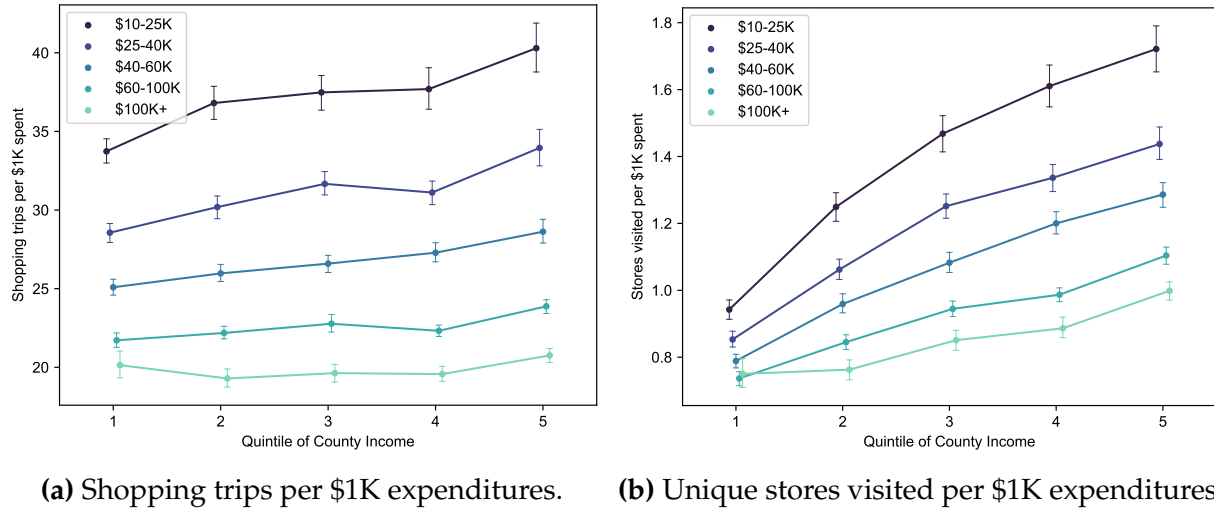 $10-25K
$25-40K
$40-60K
$60-100K
$100K+
40
35
30
25
20
Shopping trips per $1K spent
1 2 3 4 5
Quintile of County Income
(a) Shopping trips per $1K expenditures.
$10-25K
$25-40K
$40-60K
$60-100K
$100K+
1.8
1.6
1.4
1.2
1.0
0.8
Stores visited per $1K spent
1 2 3 4 5
Quintile of County Income
(b) Unique stores visited per $1K expenditures